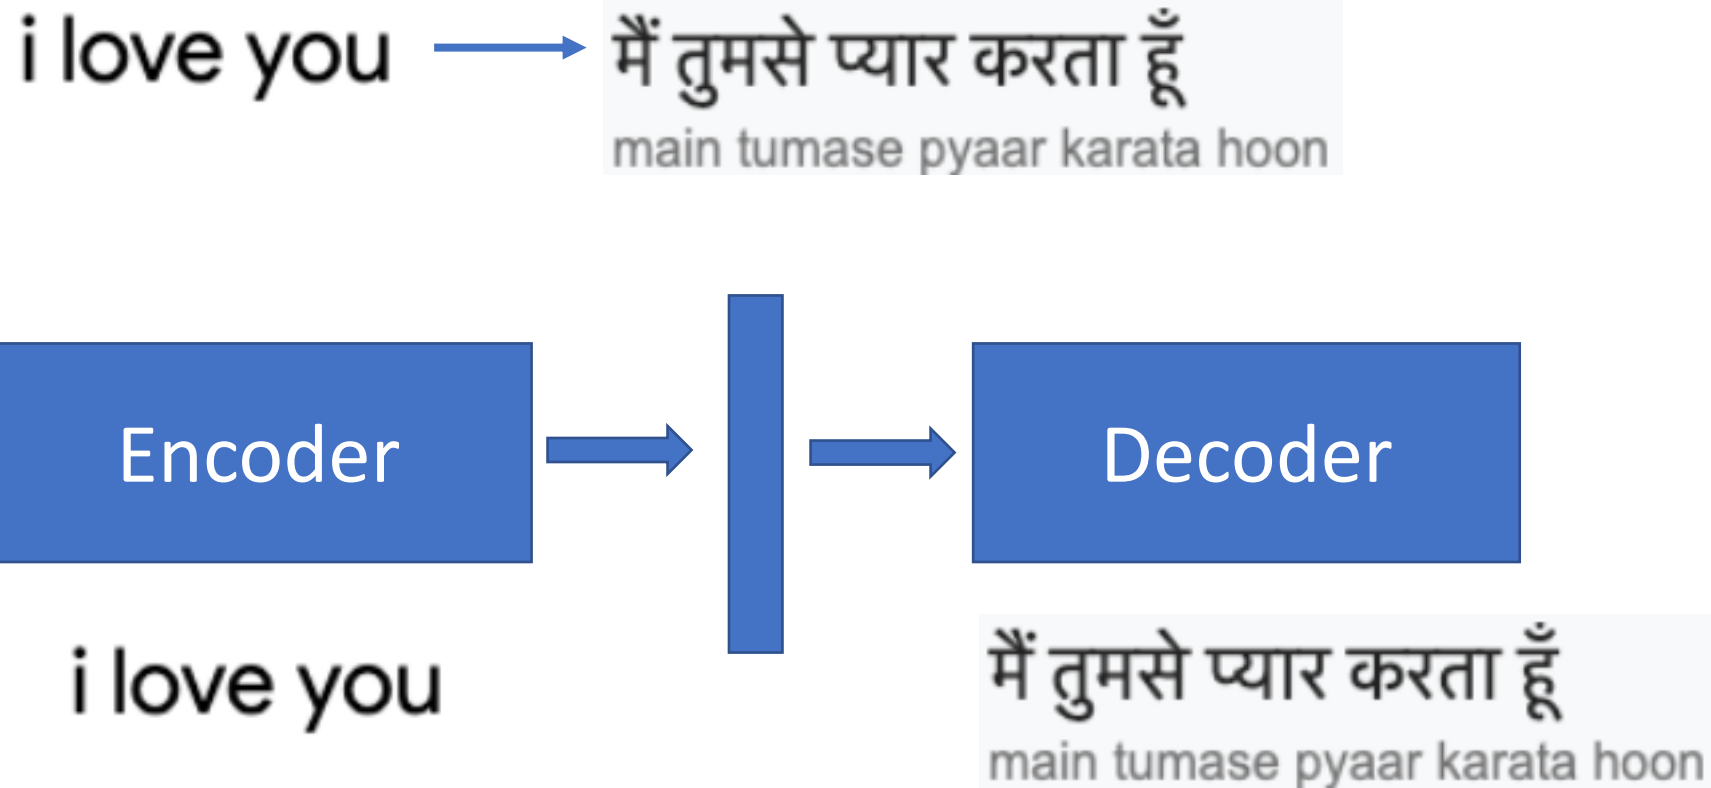 i love you
मैं तुमसे प्यार करता हूँ
main tumase pyaar karata hoon
Encoder
Decoder
i love you
मैं तुमसे प्यार करता हूँ
main tumase pyaar karata hoon